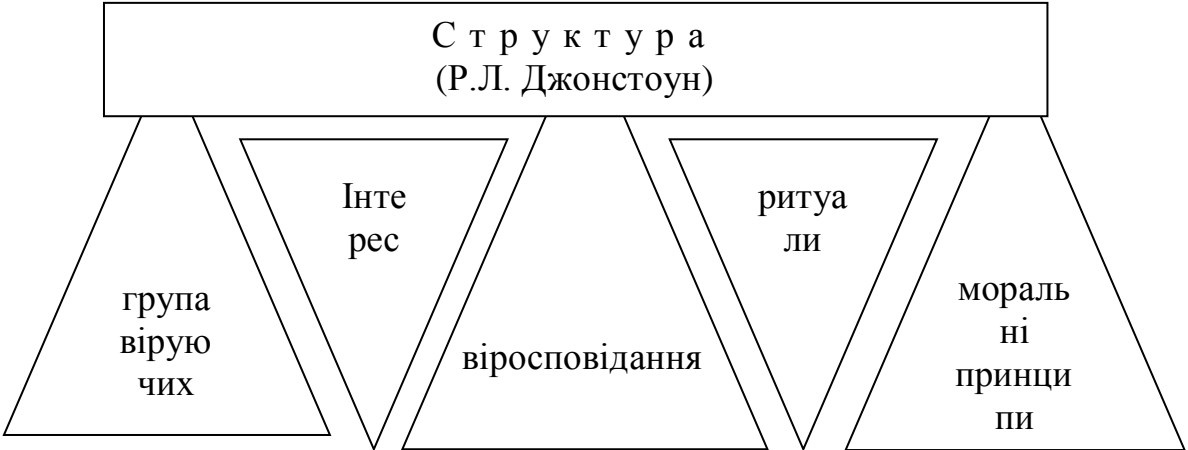 С т р у к т у р а
(Р.Л. Джонстоун)
група
вірую
чих
Інте
рес
віросповідання
ритуа
ли
мораль
ні
принци
пи